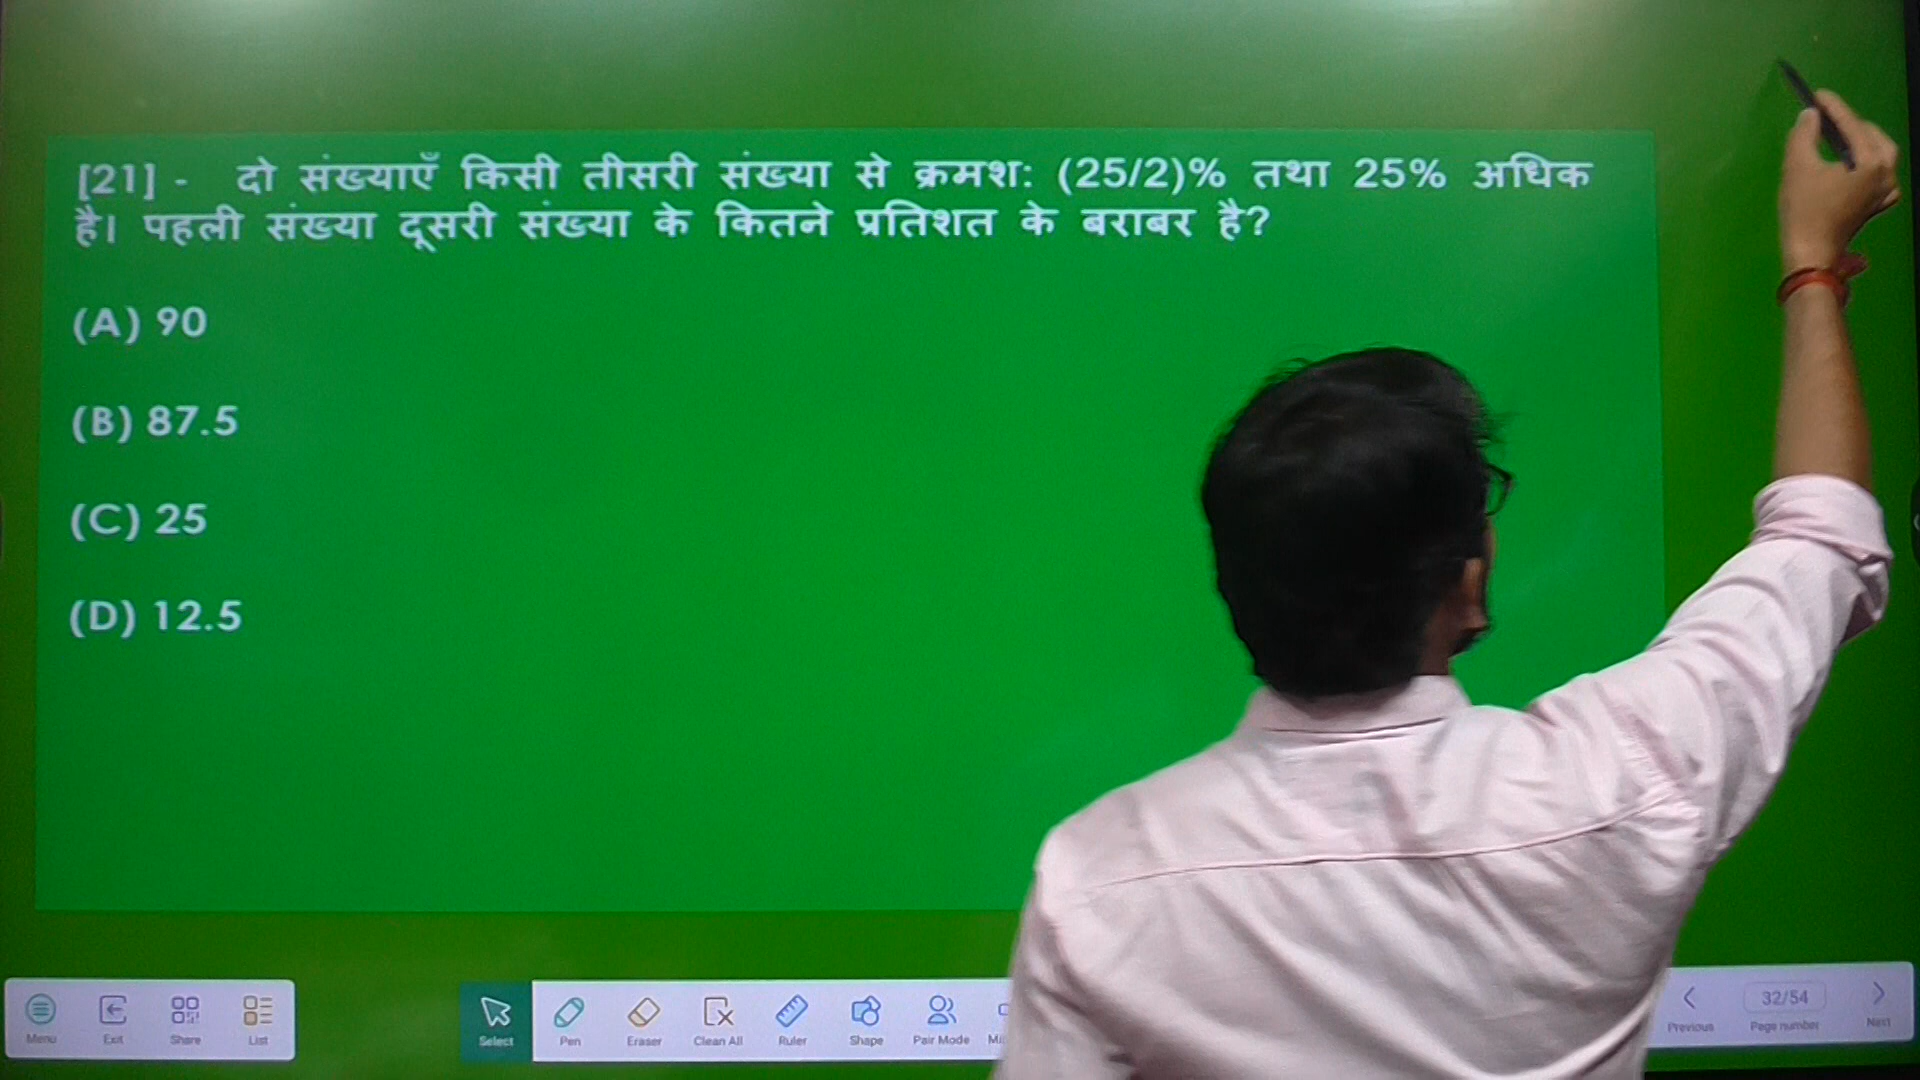 [21] - दो संख्याएँ किसी तीसरी संख्या से क्रमश: (25/2)% तथा 25% अधिक
है। पहली संख्या दूसरी संख्या के कितने प्रतिशत के बराबर है?
(A) 90
(B) 87.5
(C) 25
(D) 12.5
Menu Exit Share List Select Pen Eraser Clean All Ruler Shape Pair Mode Previous 32/54 Page number Next